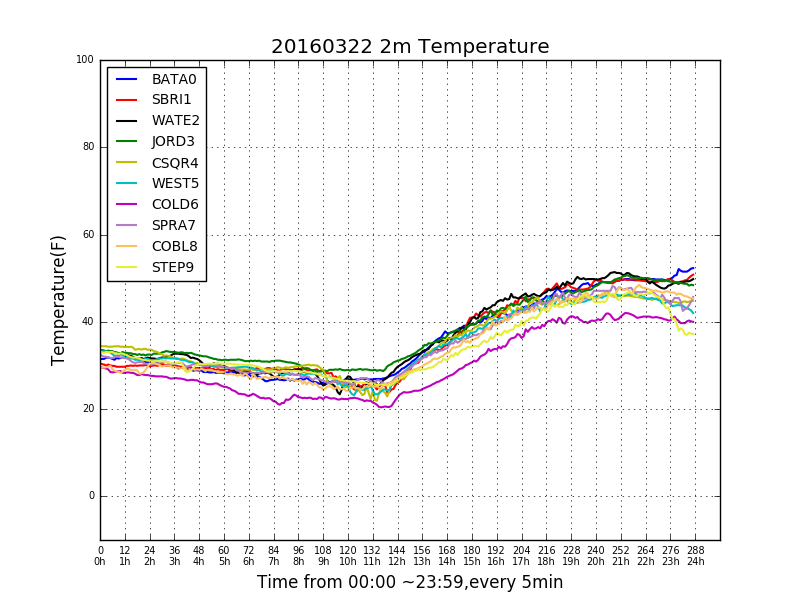 20160322 2m Temperature
100
80
60
40
20
0
Temperature(F)
BATA0
SBRI1
WATE2
JORD3
CSQR4
WEST5
COLD6
SPRA7
COBL8
STEP9
0 12 24 36 48 60 72 84 96 108 120 132 144 156 168 180 192 204 216 228 240 252 264 276 288
0h 1h 2h 3h 4h 5h 6h 7h 8h 9h 10h 11h 12h 13h 14h 15h 16h 17h 18h 19h 20h 21h 22h 23h 24h
Time from 00:00 ~23:59,every 5min